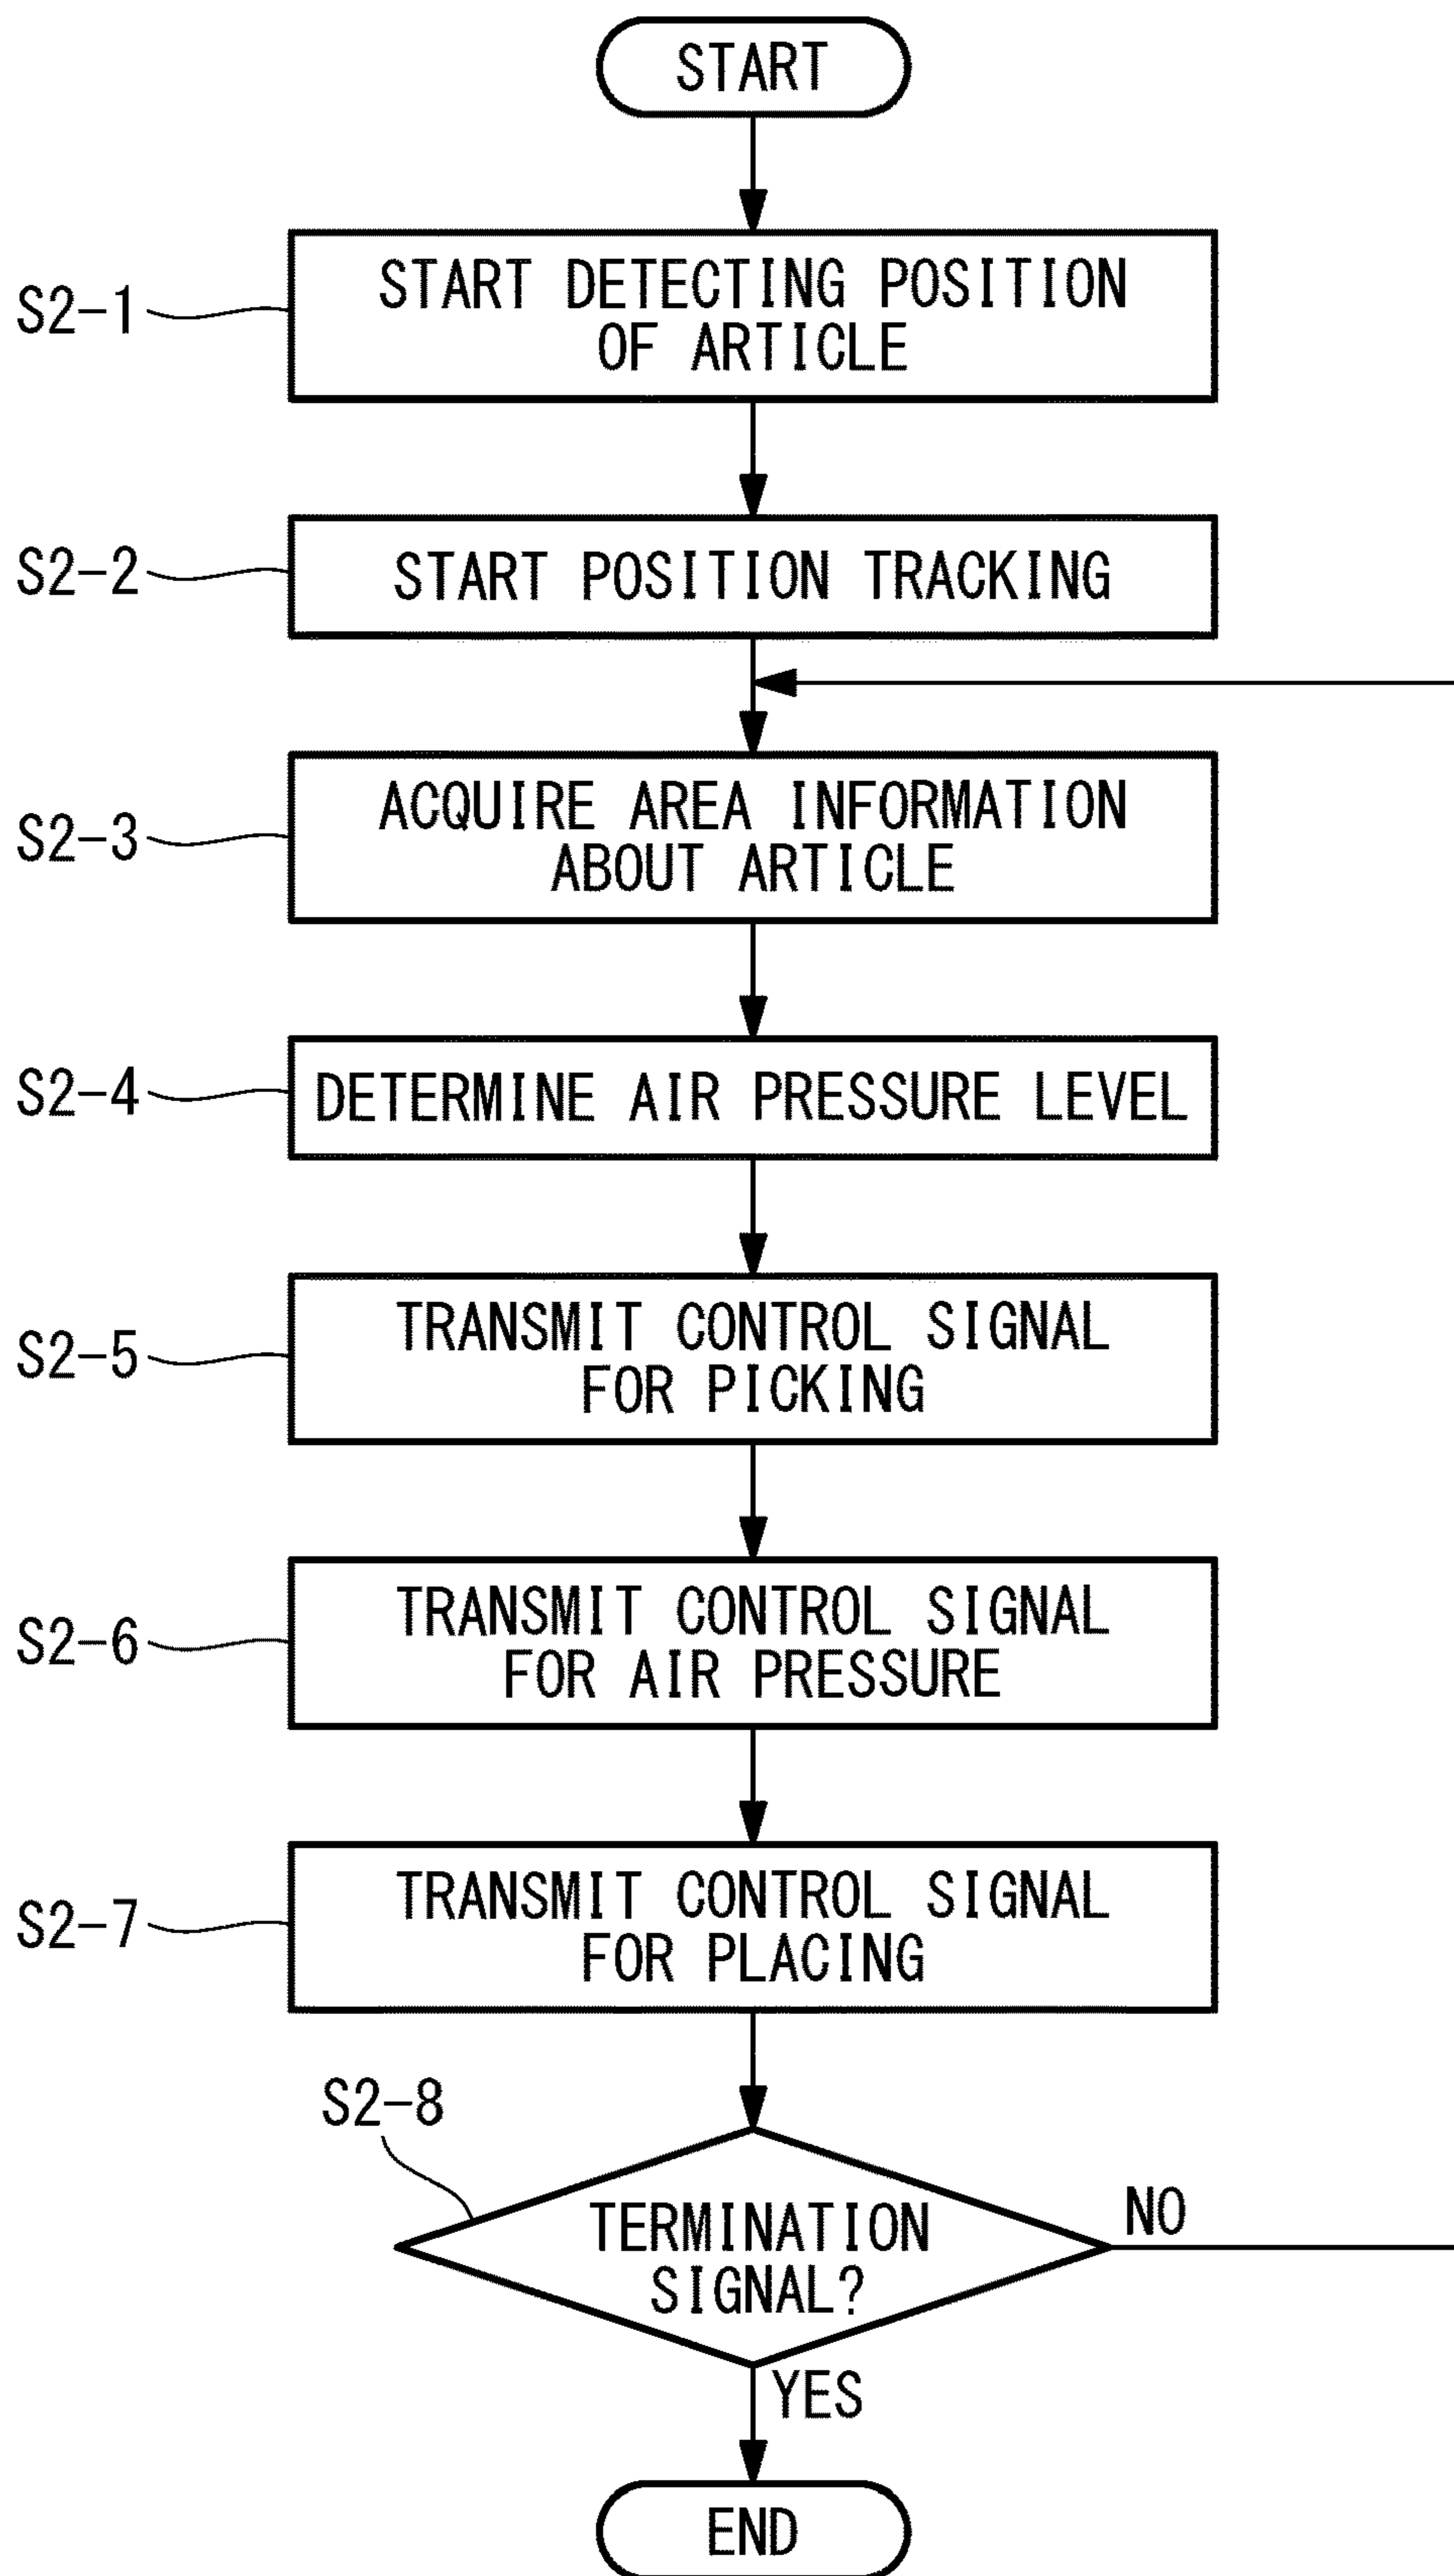 START
S2-1
START DETECTING POSITION
OF ARTICLE
S2-2
START POSITION TRACKING
S2-3
ACQUIRE AREA INFORMATION
ABOUT ARTICLE
S2-4
DETERMINE AIR PRESSURE LEVEL
S2-5
TRANSMIT CONTROL SIGNAL
FOR PICKING
S2-6
TRANSMIT CONTROL SIGNAL
FOR AIR PRESSURE
S2-7
TRANSMIT CONTROL SIGNAL
FOR PLACING
S2-8
TERMINATION
SIGNAL?
NO
YES
END